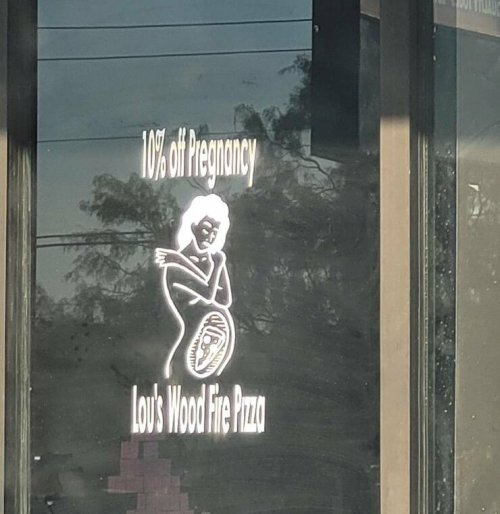 10% off Pregnancy
Lou's Wood Fire Pizza